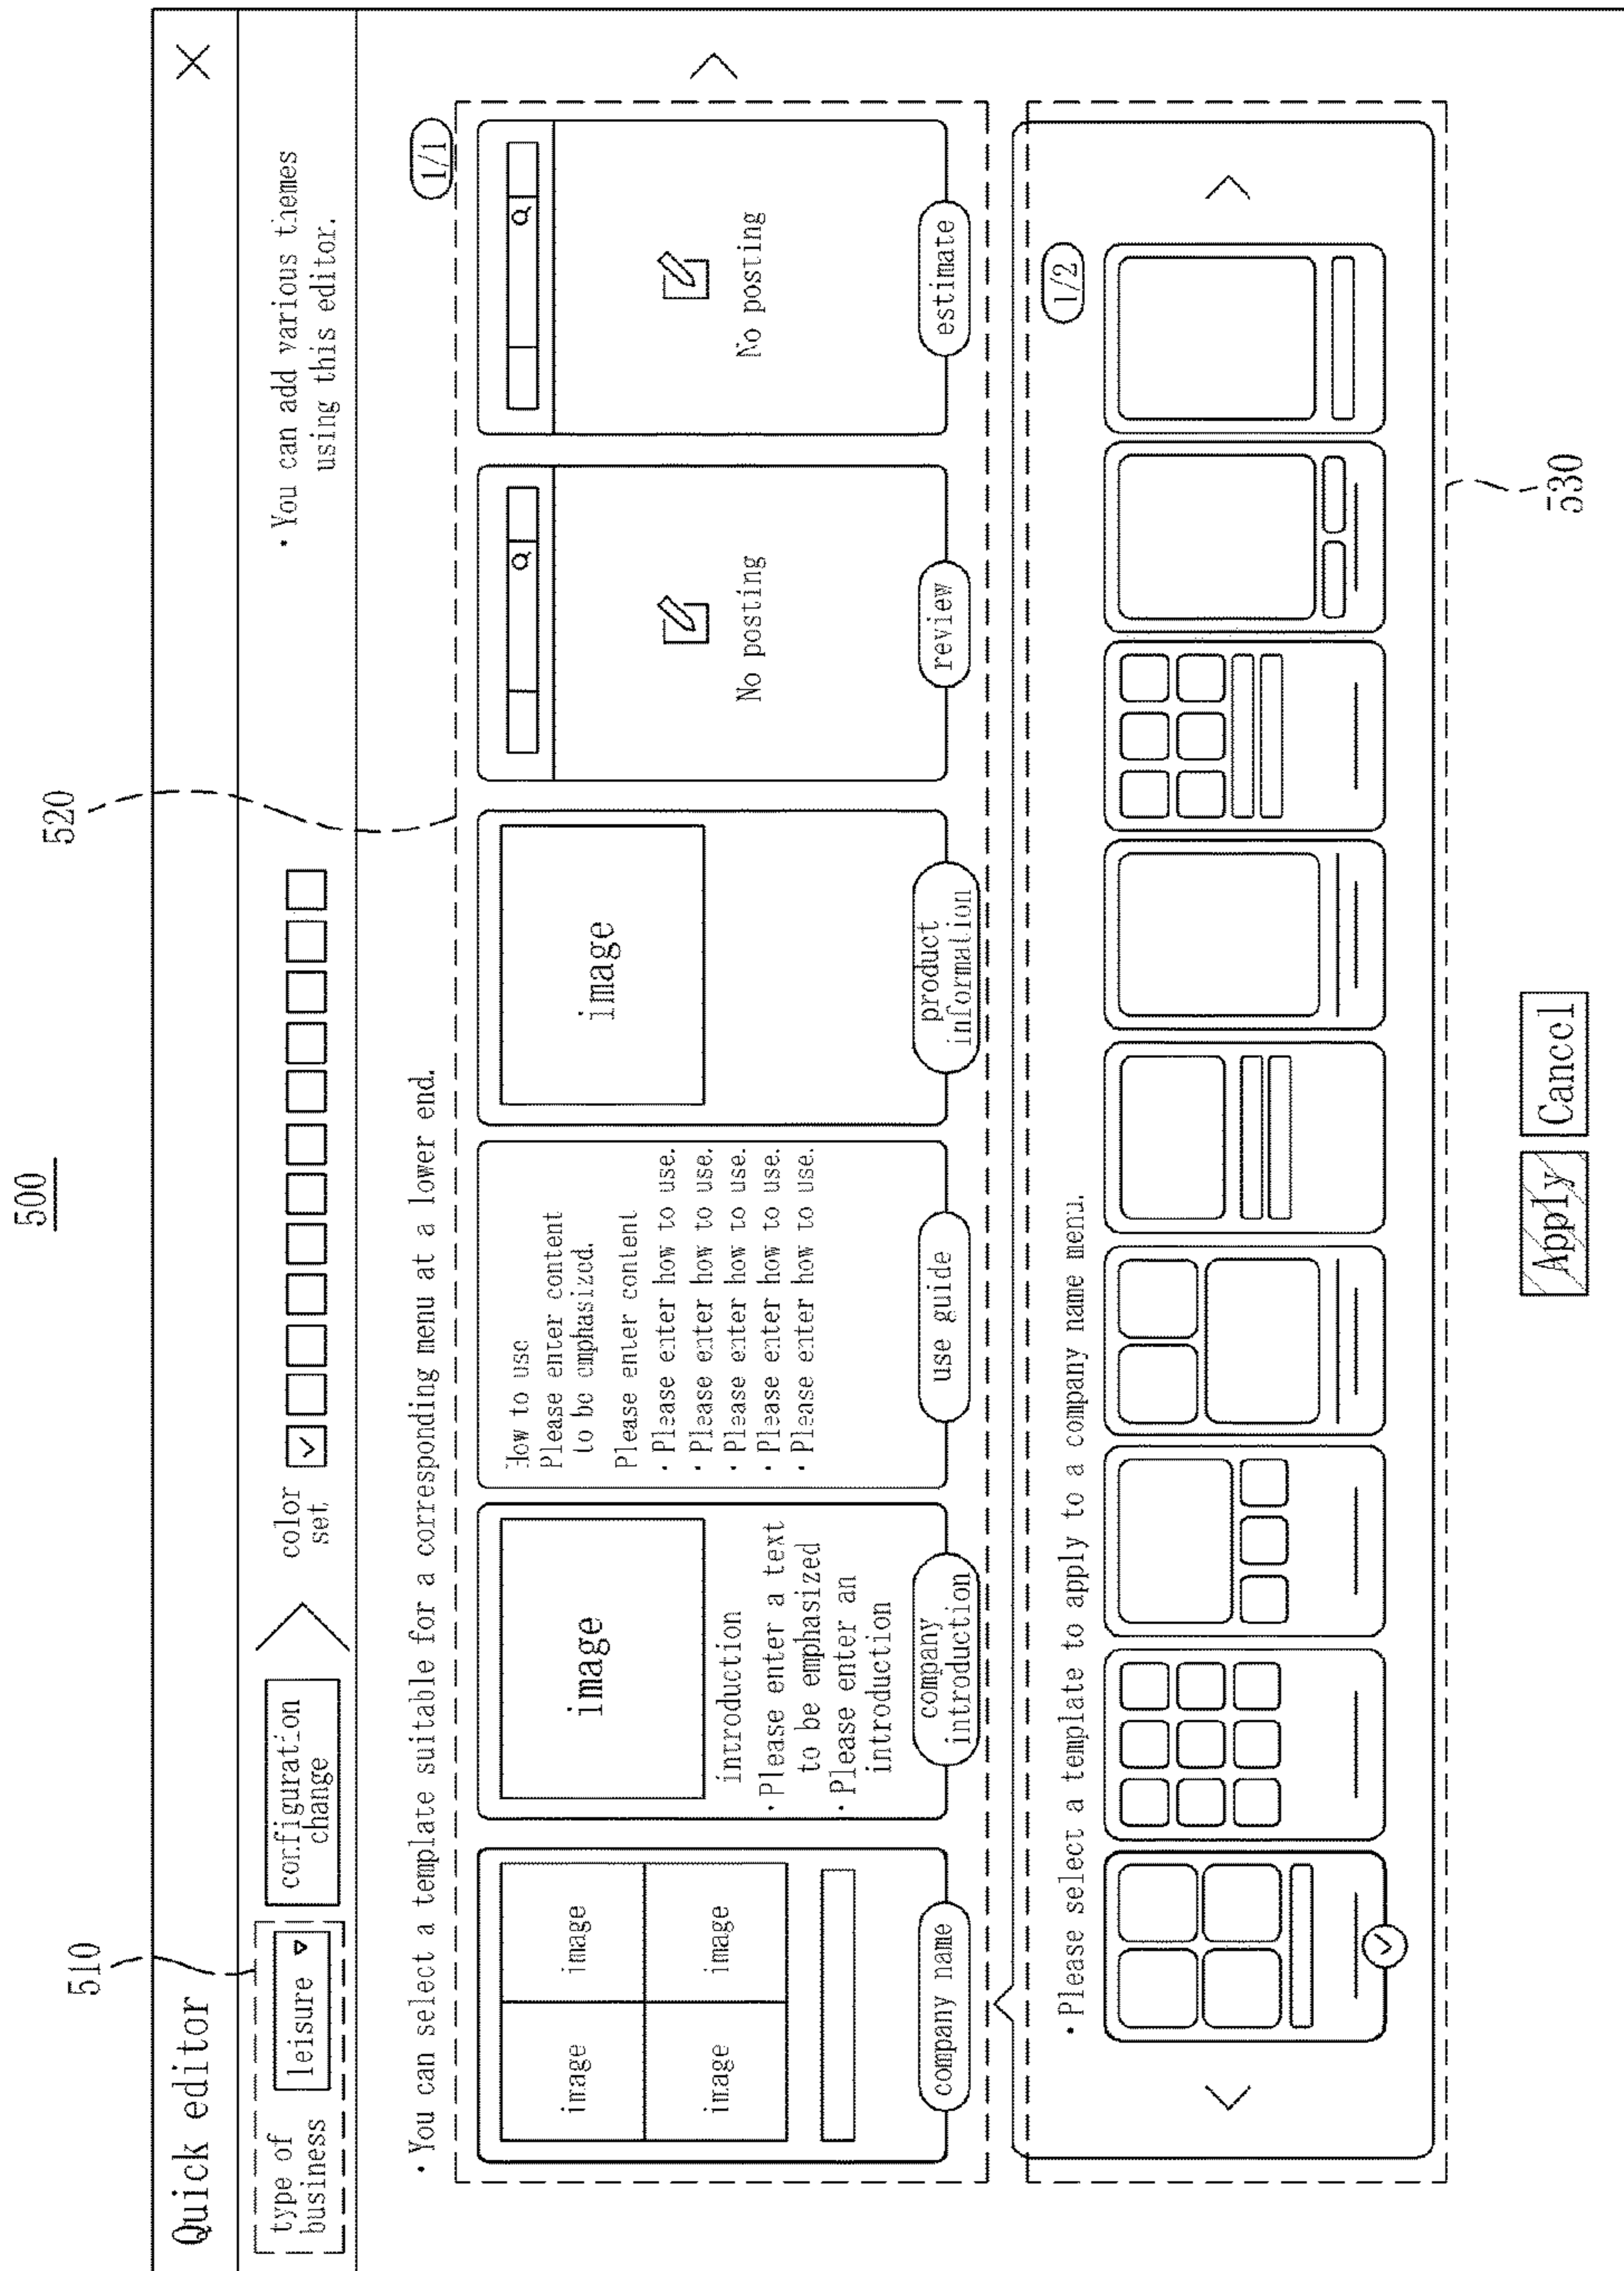 500
510
520
Quick editor
type of
business
leisure
configuration
change
color
set
• You can add various themes
using this editor.
• You can select a template suitable for a corresponding menu at a lower end.
1/1
image
image
image
image
company name
image
introduction
• Please enter a text
to be emphasized
• Please enter an
introduction
company
introduction
How to use
Please enter content
to be emphasized.
Please enter content
• Please enter how to use.
• Please enter how to use.
• Please enter how to use.
• Please enter how to use.
• Please enter how to use.
use guide
image
product
information
No posting
review
No posting
estimate
• Please select a template to apply to a company name menu.
1/2
530
Apply
Cancel